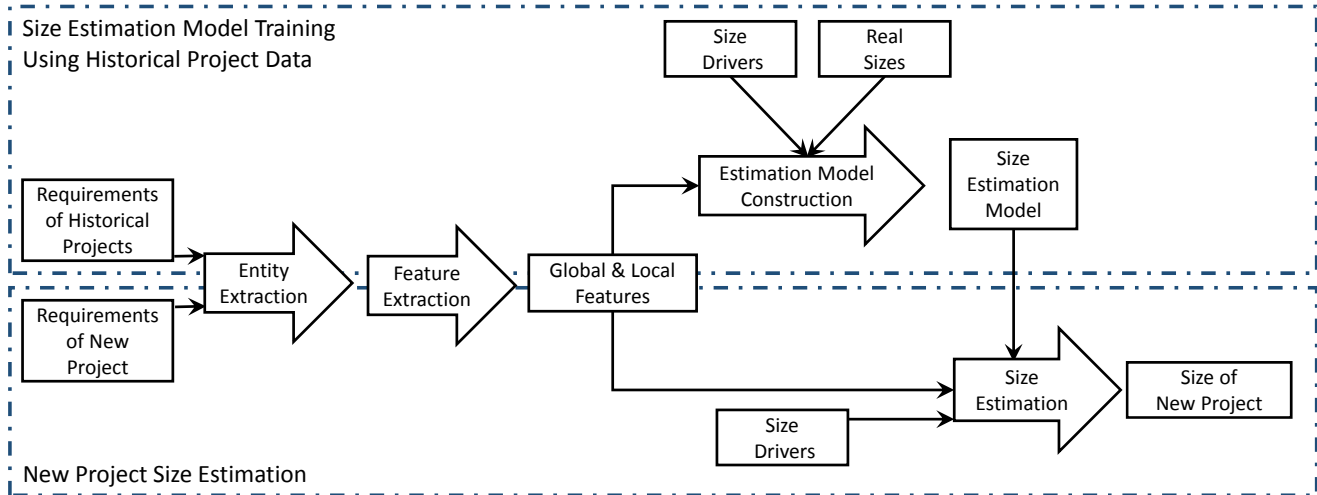 Size Estimation Model Training
Using Historical Project Data
Size
Drivers
Real
Sizes
Estimation Model
Construction
Size
Estimation
Model
Requirements
of Historical
Projects
Entity
Extraction
Feature
Extraction
Global & Local
Features
Requirements
of New
Project
Size
Estimation
Size of
New Project
Size
Drivers
New Project Size Estimation